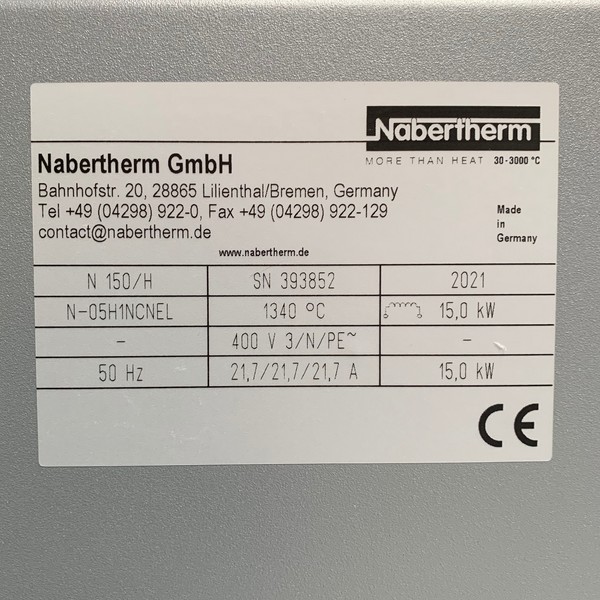 Nabertherm
MORE THAN HEAT 30-3000 °C
Nabertherm GmbH
Bahnhofstr. 20, 28865 Lilienthal/Bremen, Germany
Tel +49 (04298) 922-0, Fax +49 (04298) 922-129
contact@nabertherm.de
Made
in
Germany
www.nabertherm.de
N 150/H SN 393852 2021
N-05H1NCNEL 1340 °C 15,0 kW
- 400 V 3/N/PE~ -
50 Hz 21,7/21,7/21,7 A 15,0 kW
CE